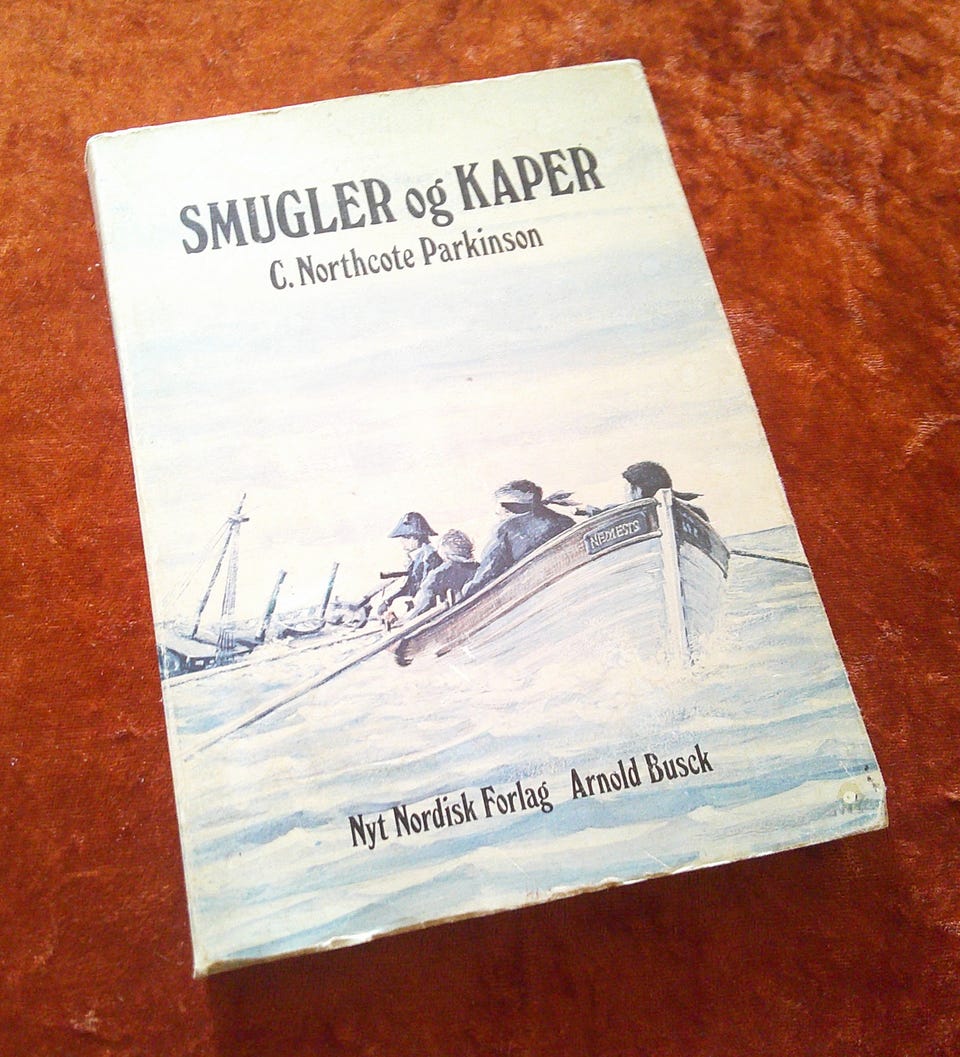 SMUGLER og KAPER
C. Northcote Parkinson
Nyt Nordisk Forlag Arnold Busck